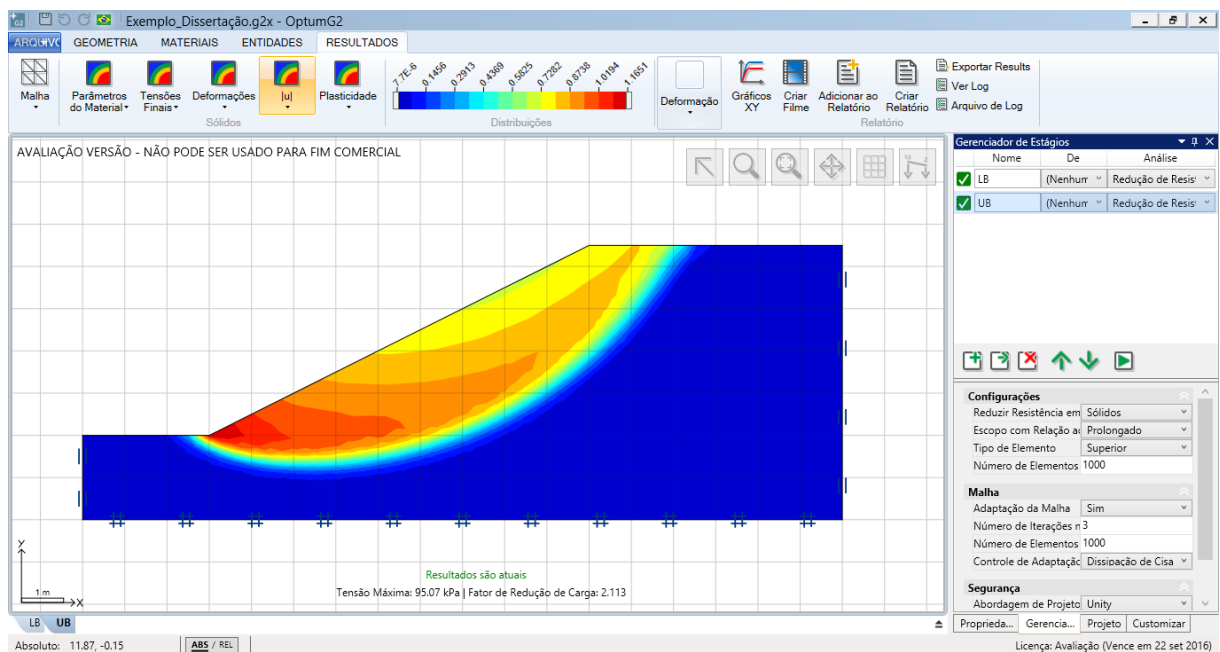 Exemplo_Dissertação.g2x - OptumG2
ARQUIVO GEOMETRIA MATERIAIS ENTIDADES RESULTADOS
Malha
Parâmetros do Material
Tensões Finais
Deformações
|u|
Plasticidade
Sólidos
7.7E-6 0.1456 0.2913 0.4369 0.5825 0.7282 0.8738 1.0194 1.1651
Distribuições
Deformação
Gráficos XY
Criar Filme
Adicionar ao Relatório
Criar Relatório
Exportar Results
Ver Log
Arquivo de Log
Relatório
AVALIAÇÃO VERSÃO - NÃO PODE SER USADO PARA FIM COMERCIAL
y
1 m
x
Resultados são atuais
Tensão Máxima: 95.07 kPa | Fator de Redução de Carga: 2.113
Gerenciador de Estágios
Nome De Análise
LB (Nenhum Redução de Resis
UB (Nenhum Redução de Resis
Configurações
Reduzir Resistência em Sólidos
Escopo com Relação a Prolongado
Tipo de Elemento Superior
Número de Elementos 1000
Malha
Adaptação da Malha Sim
Número de Iterações n 3
Número de Elementos 1000
Controle de Adaptaçã Dissipação de Cisa
Segurança
Abordagem de Projeto Unity
Proprieda... Gerencia... Projeto Customizar
LB UB
Absoluto: 11.87, -0.15 ABS / REL
Licença: Avaliação (Vence em 22 set 2016)